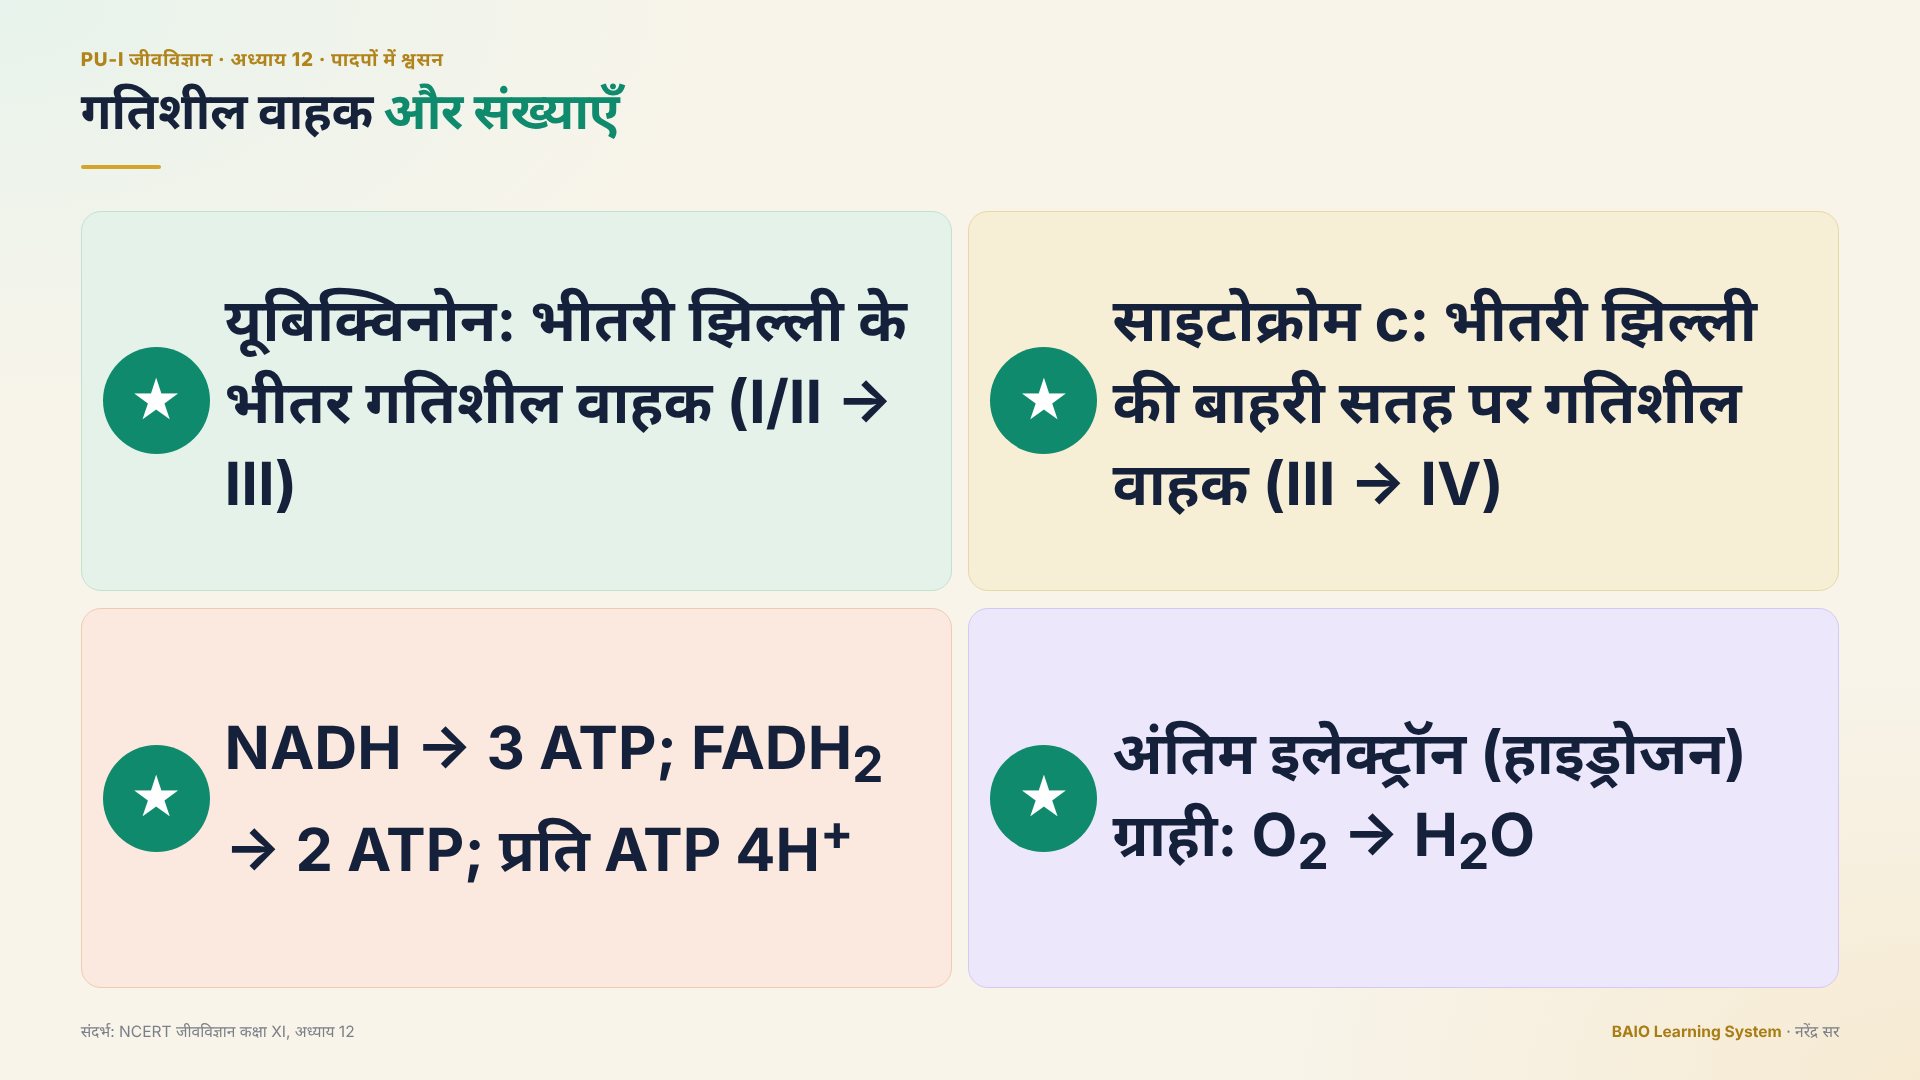 PU-I जीवविज्ञान · अध्याय 12 · पादपों में श्वसन
गतिशील वाहक और संख्याएँ
★ यूबिक्विनोन: भीतरी झिल्ली के
भीतर गतिशील वाहक (I/II →
III)
★ साइटोक्रोम c: भीतरी झिल्ली
की बाहरी सतह पर गतिशील
वाहक (III → IV)
★ NADH → 3 ATP; FADH₂
→ 2 ATP; प्रति ATP 4H⁺
★ अंतिम इलेक्ट्रॉन (हाइड्रोजन)
ग्राही: O₂ → H₂O
संदर्भ: NCERT जीवविज्ञान कक्षा XI, अध्याय 12
BAIO Learning System · नरेंद्र सर